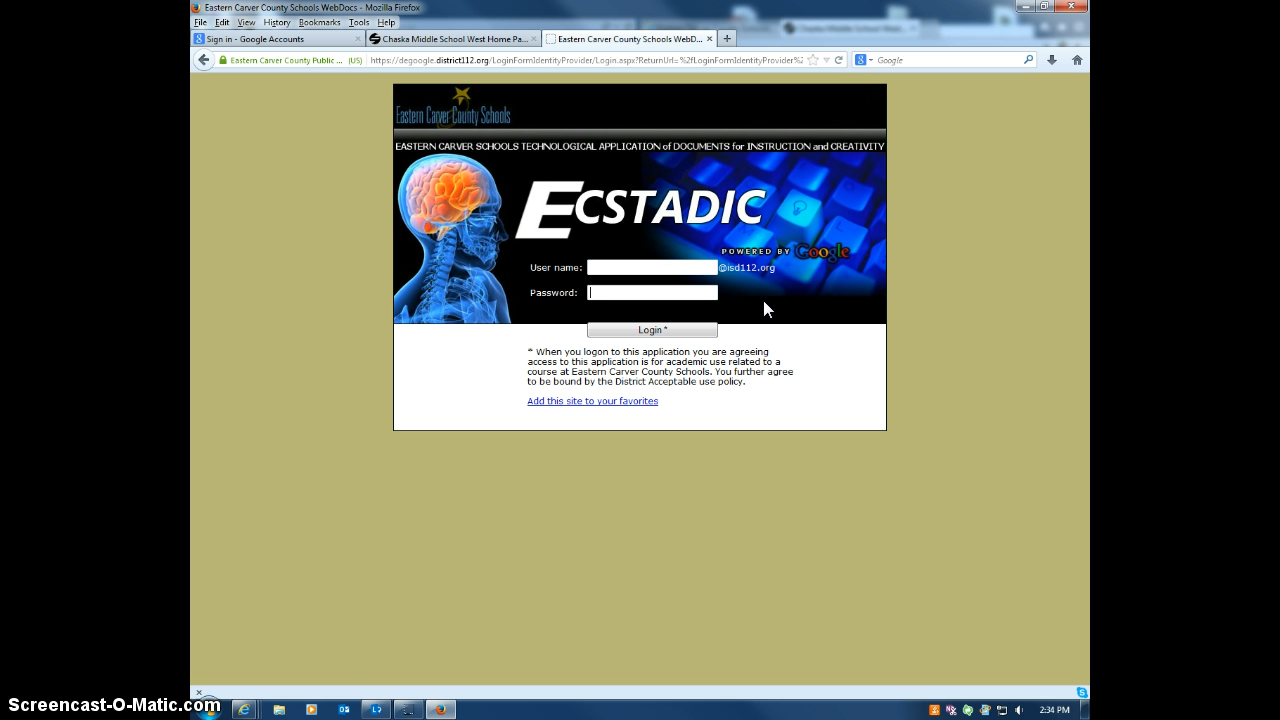 Eastern Carver County Schools WebDocs - Mozilla Firefox
File Edit View History Bookmarks Tools Help
Sign in - Google Accounts
Chaska Middle School West Home Pa...
Eastern Carver County Schools WebD...
Eastern Carver County Public ... (US)
https://degoogle.district112.org/LoginFormIdentityProvider/Login.aspx?ReturnUrl=%2fLoginFormIdentityProvider%2
Google
Eastern Carver County Schools
EASTERN CARVER SCHOOLS TECHNOLOGICAL APPLICATION of DOCUMENTS for INSTRUCTION and CREATIVITY
ECSTADIC
POWERED BY Google
User name: @isd112.org
Password:
Login *
* When you logon to this application you are agreeing
access to this application is for academic use related to a
course at Eastern Carver County Schools. You further agree
to be bound by the District Acceptable use policy.
Add this site to your favorites
Screencast-O-Matic.com
2:34 PM